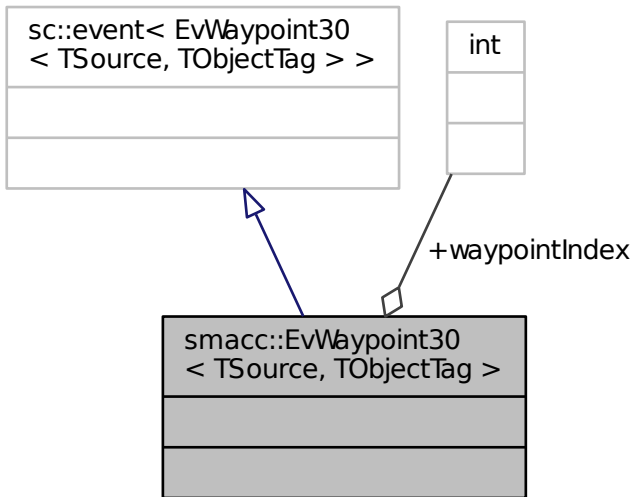 sc::event< EvWaypoint30
< TSource, TObjectTag > >
int
+waypointIndex
smacc::EvWaypoint30
< TSource, TObjectTag >